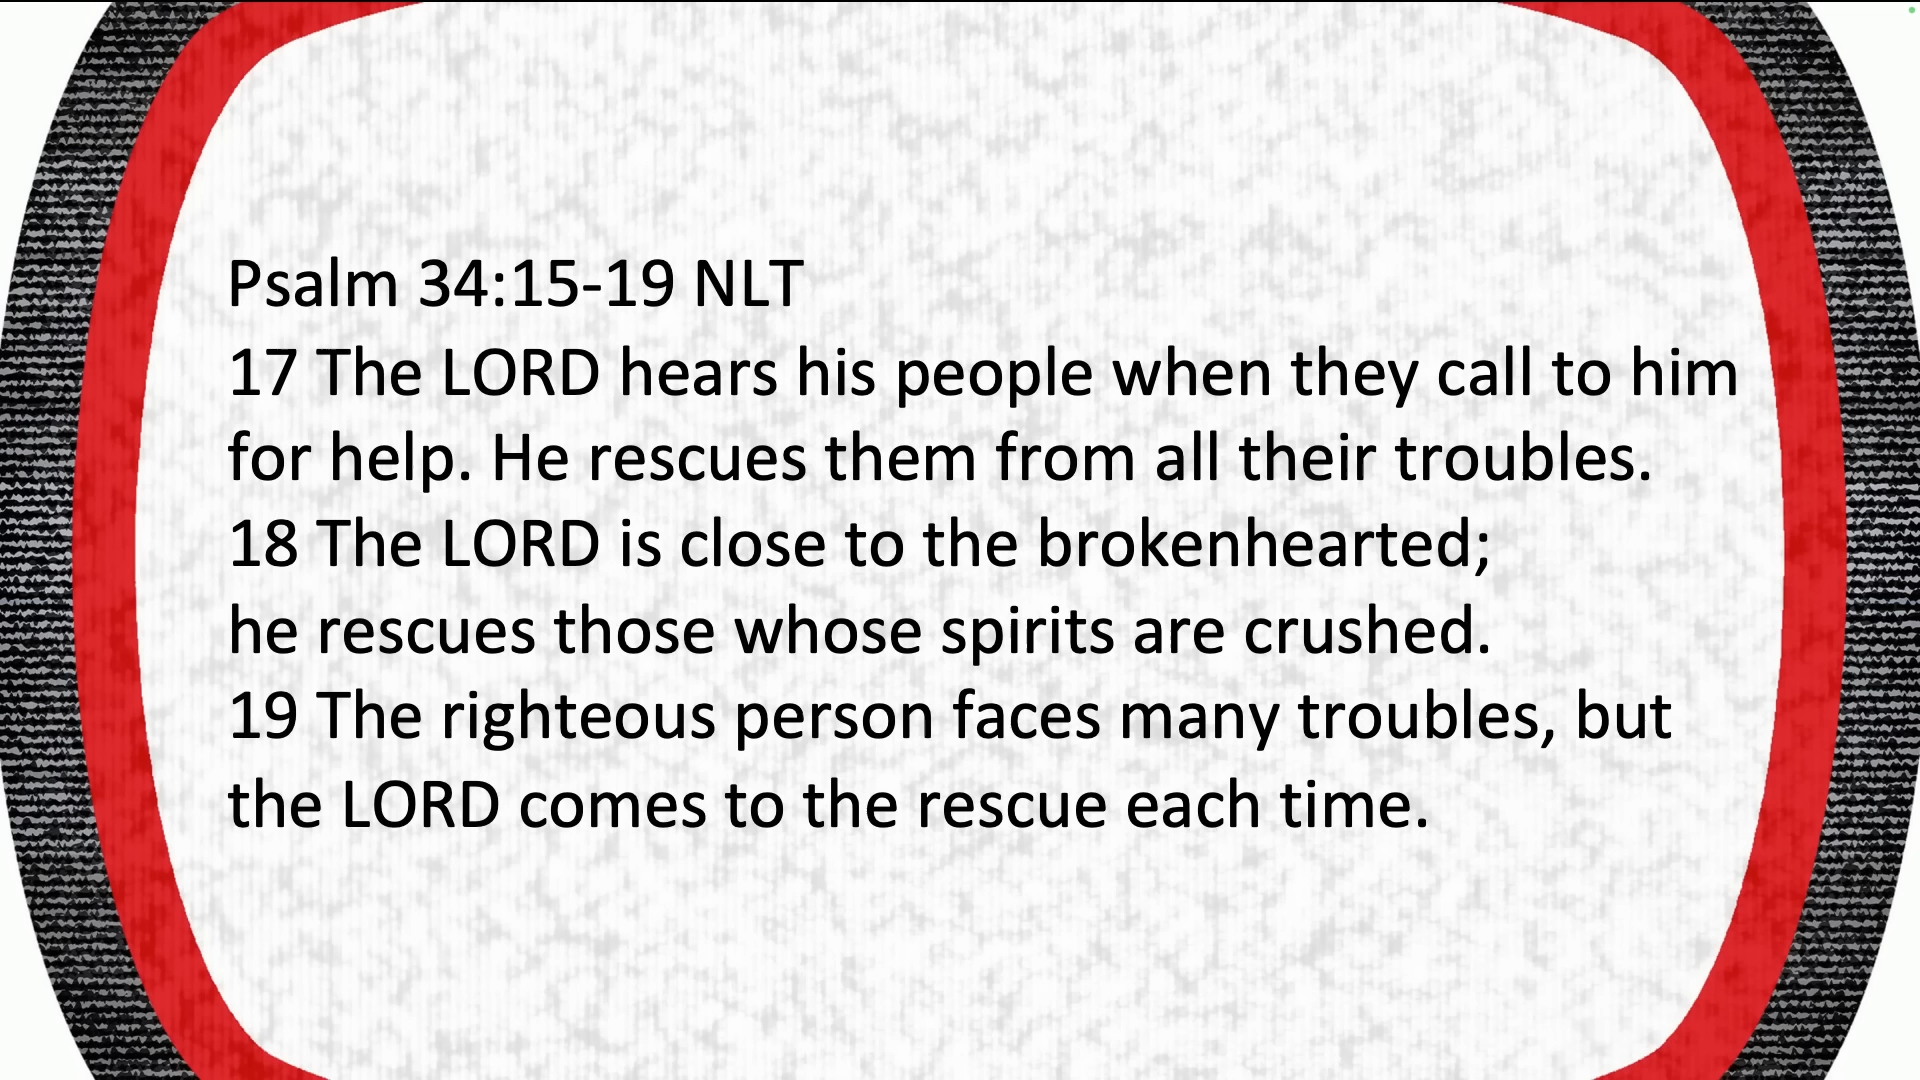 Psalm 34:15-19 NLT
17 The LORD hears his people when they call to him
for help. He rescues them from all their troubles.
18 The LORD is close to the brokenhearted;
he rescues those whose spirits are crushed.
19 The righteous person faces many troubles, but
the LORD comes to the rescue each time.